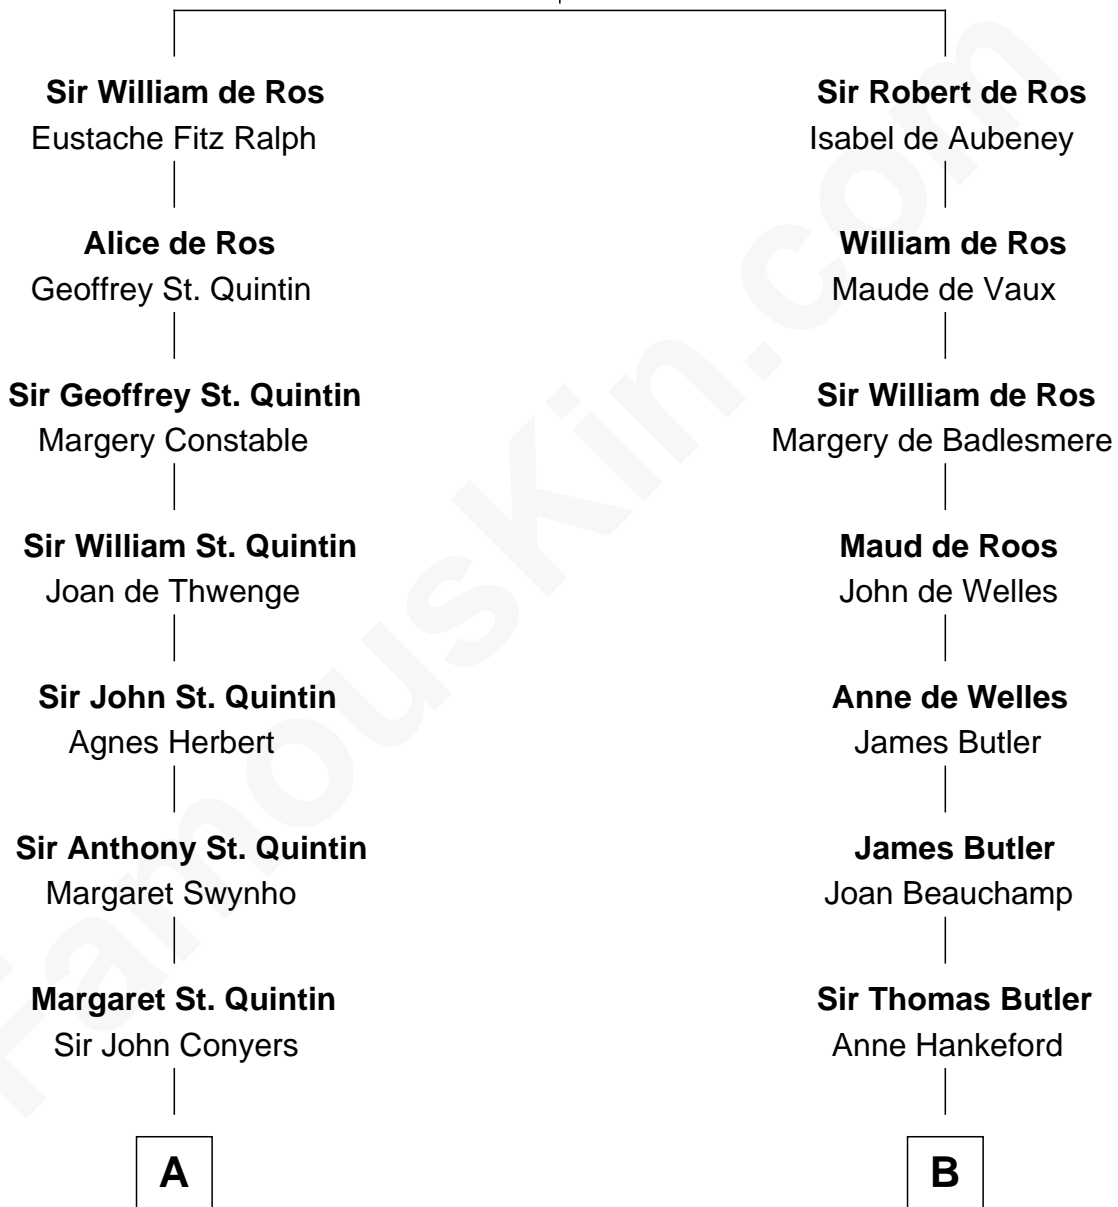 Sir William de Ros
Eustache Fitz Ralph
Alice de Ros
Geoffrey St. Quintin
Sir Geoffrey St. Quintin
Margery Constable
Sir William St. Quintin
Joan de Thwenge
Sir John St. Quintin
Agnes Herbert
Sir Anthony St. Quintin
Margaret Swynho
Margaret St. Quintin
Sir John Conyers
A
Sir Robert de Ros
Isabel de Aubeney
William de Ros
Maude de Vaux
Sir William de Ros
Margery de Badlesmere
Maud de Roos
John de Welles
Anne de Welles
James Butler
James Butler
Joan Beauchamp
Sir Thomas Butler
Anne Hankeford
B
FamousKin.com